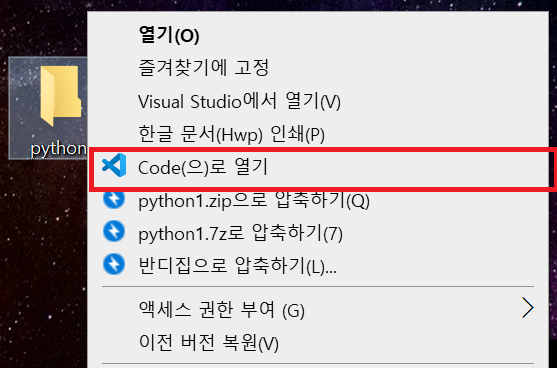 열기(O)
즐겨찾기에 고정
Visual Studio에서 열기(V)
한글 문서(Hwp) 인쇄(P)
python
Code(으)로 열기
python1.zip으로 압축하기(Q)
python1.7z로 압축하기(7)
반디집으로 압축하기(L)...
액세스 권한 부여 (G)
이전 버전 복원(V)